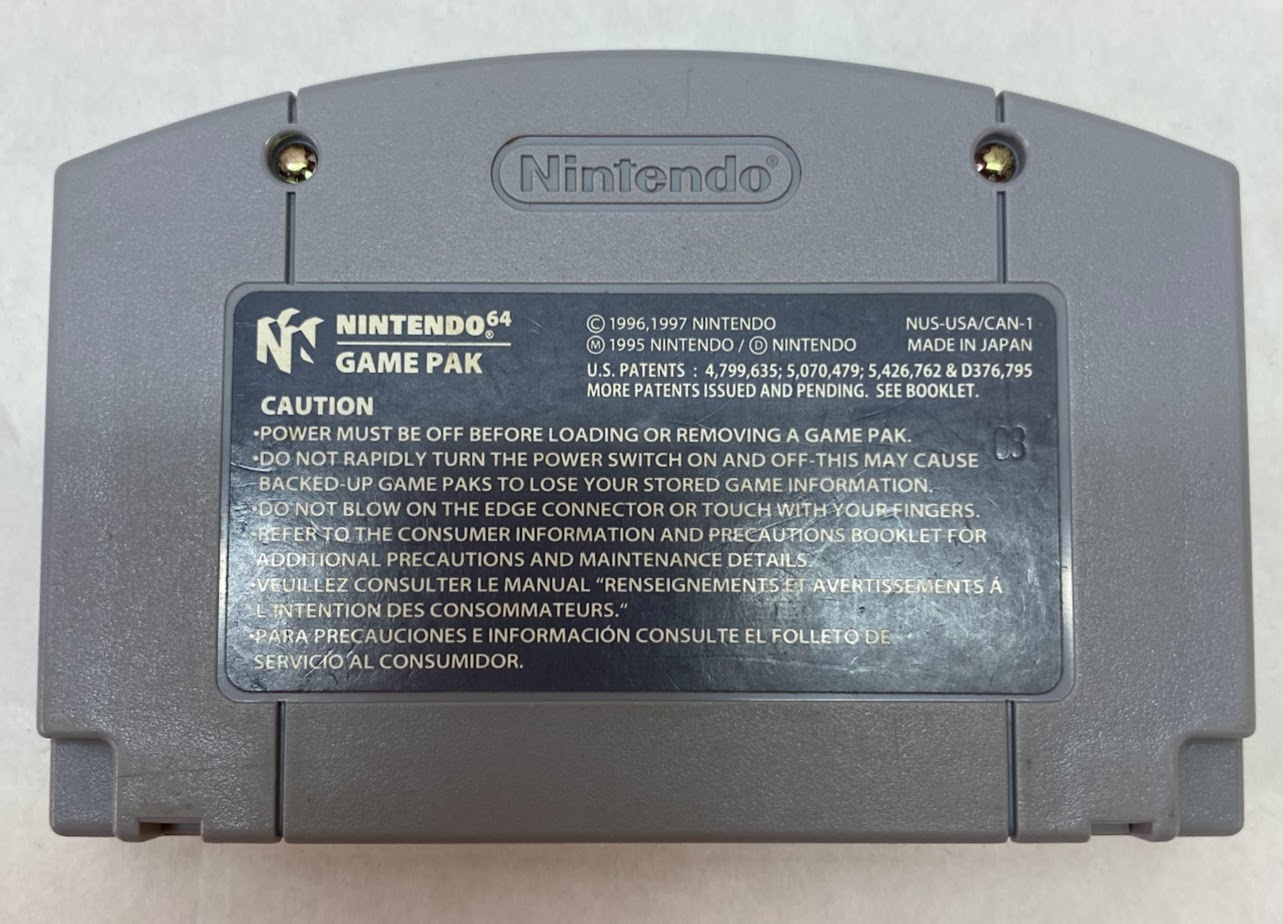 Nintendo®
NINTENDO64®
GAME PAK
© 1996,1997 NINTENDO
Ⓜ 1995 NINTENDO / Ⓓ NINTENDO
NUS-USA/CAN-1
MADE IN JAPAN
U.S. PATENTS : 4,799,635; 5,070,479; 5,426,762 & D376,795
MORE PATENTS ISSUED AND PENDING. SEE BOOKLET.
CAUTION
•POWER MUST BE OFF BEFORE LOADING OR REMOVING A GAME PAK.
•DO NOT RAPIDLY TURN THE POWER SWITCH ON AND OFF-THIS MAY CAUSE
BACKED-UP GAME PAKS TO LOSE YOUR STORED GAME INFORMATION.
•DO NOT BLOW ON THE EDGE CONNECTOR OR TOUCH WITH YOUR FINGERS.
•REFER TO THE CONSUMER INFORMATION AND PRECAUTIONS BOOKLET FOR
ADDITIONAL PRECAUTIONS AND MAINTENANCE DETAILS.
•VEUILLEZ CONSULTER LE MANUAL “RENSEIGNEMENTS ET AVERTISSEMENTS Á
L'INTENTION DES CONSOMMATEURS.“
•PARA PRECAUCIONES E INFORMACIÓN CONSULTE EL FOLLETO DE
SERVICIO AL CONSUMIDOR.